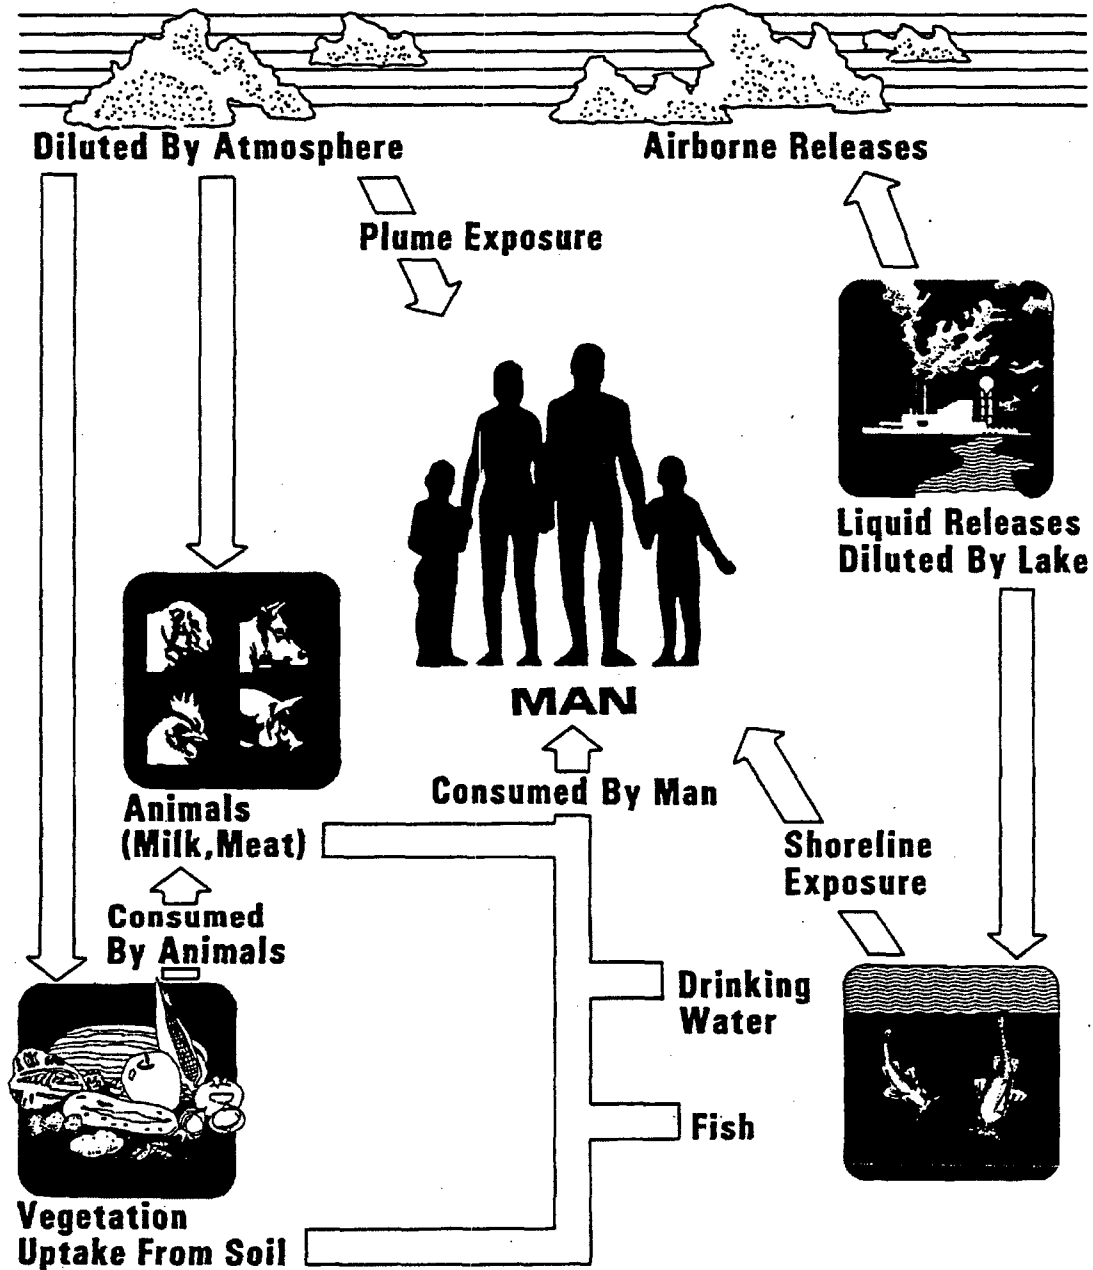 Diluted By Atmosphere
Airborne Releases
Plume Exposure
Liquid Releases
Diluted By Lake
MAN
Consumed By Man
Animals
(Milk,Meat)
Shoreline
Exposure
Consumed
By Animals
Drinking
Water
Fish
Vegetation
Uptake From Soil